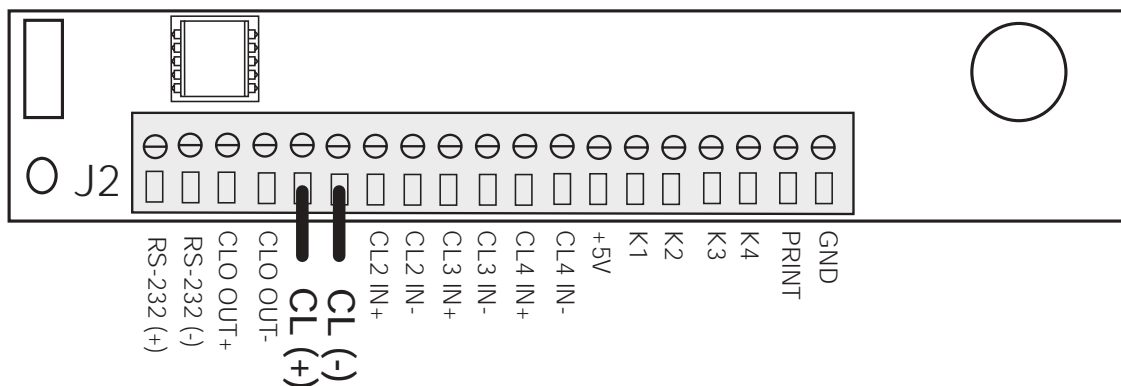 J2
RS-232 (+)
RS-232 (-)
CLO OUT+
CLO OUT-
CL (+)
CL (-)
CL2 IN+
CL2 IN-
CL3 IN+
CL3 IN-
CL4 IN+
CL4 IN-
+5V
K1
K2
K3
K4
PRINT
GND